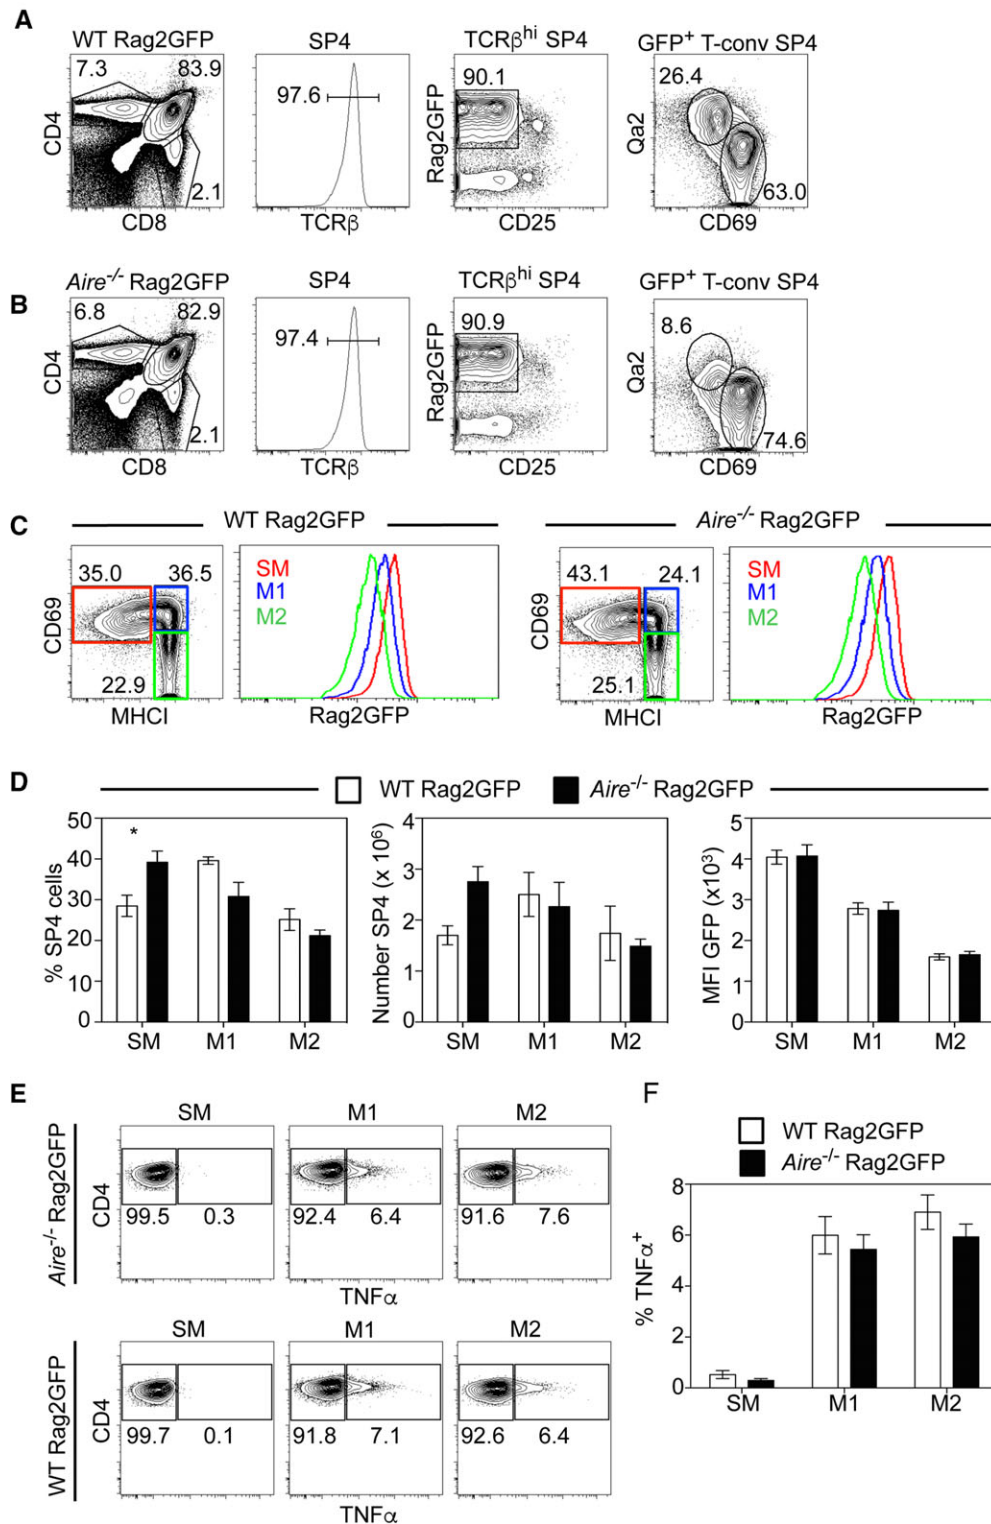 A
WT Rag2GFP
SP4
TCRβhi SP4
GFP+ T-conv SP4
7.3
83.9
2.1
CD4
CD8
97.6
TCRβ
90.1
Rag2GFP
CD25
26.4
63.0
Qa2
CD69
B
Aire-/- Rag2GFP
SP4
TCRβhi SP4
GFP+ T-conv SP4
6.8
82.9
2.1
CD4
CD8
97.4
TCRβ
90.9
Rag2GFP
CD25
8.6
74.6
Qa2
CD69
C
WT Rag2GFP
35.0
36.5
22.9
CD69
MHCI
SM
M1
M2
Rag2GFP
Aire-/- Rag2GFP
43.1
24.1
25.1
CD69
MHCI
SM
M1
M2
Rag2GFP
D
WT Rag2GFP
Aire-/- Rag2GFP
% SP4 cells
50
40
30
20
10
0
*
SM M1 M2
Number SP4 (x 10⁶)
4
3
2
1
0
SM M1 M2
MFI GFP (x10³)
5
4
3
2
1
0
SM M1 M2
E
Aire-/- Rag2GFP
SM
M1
M2
CD4
99.5 0.3
92.4 6.4
91.6 7.6
TNFα
WT Rag2GFP
SM
M1
M2
CD4
99.7 0.1
91.8 7.1
92.6 6.4
TNFα
F
WT Rag2GFP
Aire-/- Rag2GFP
% TNFα+
8
6
4
2
0
SM M1 M2